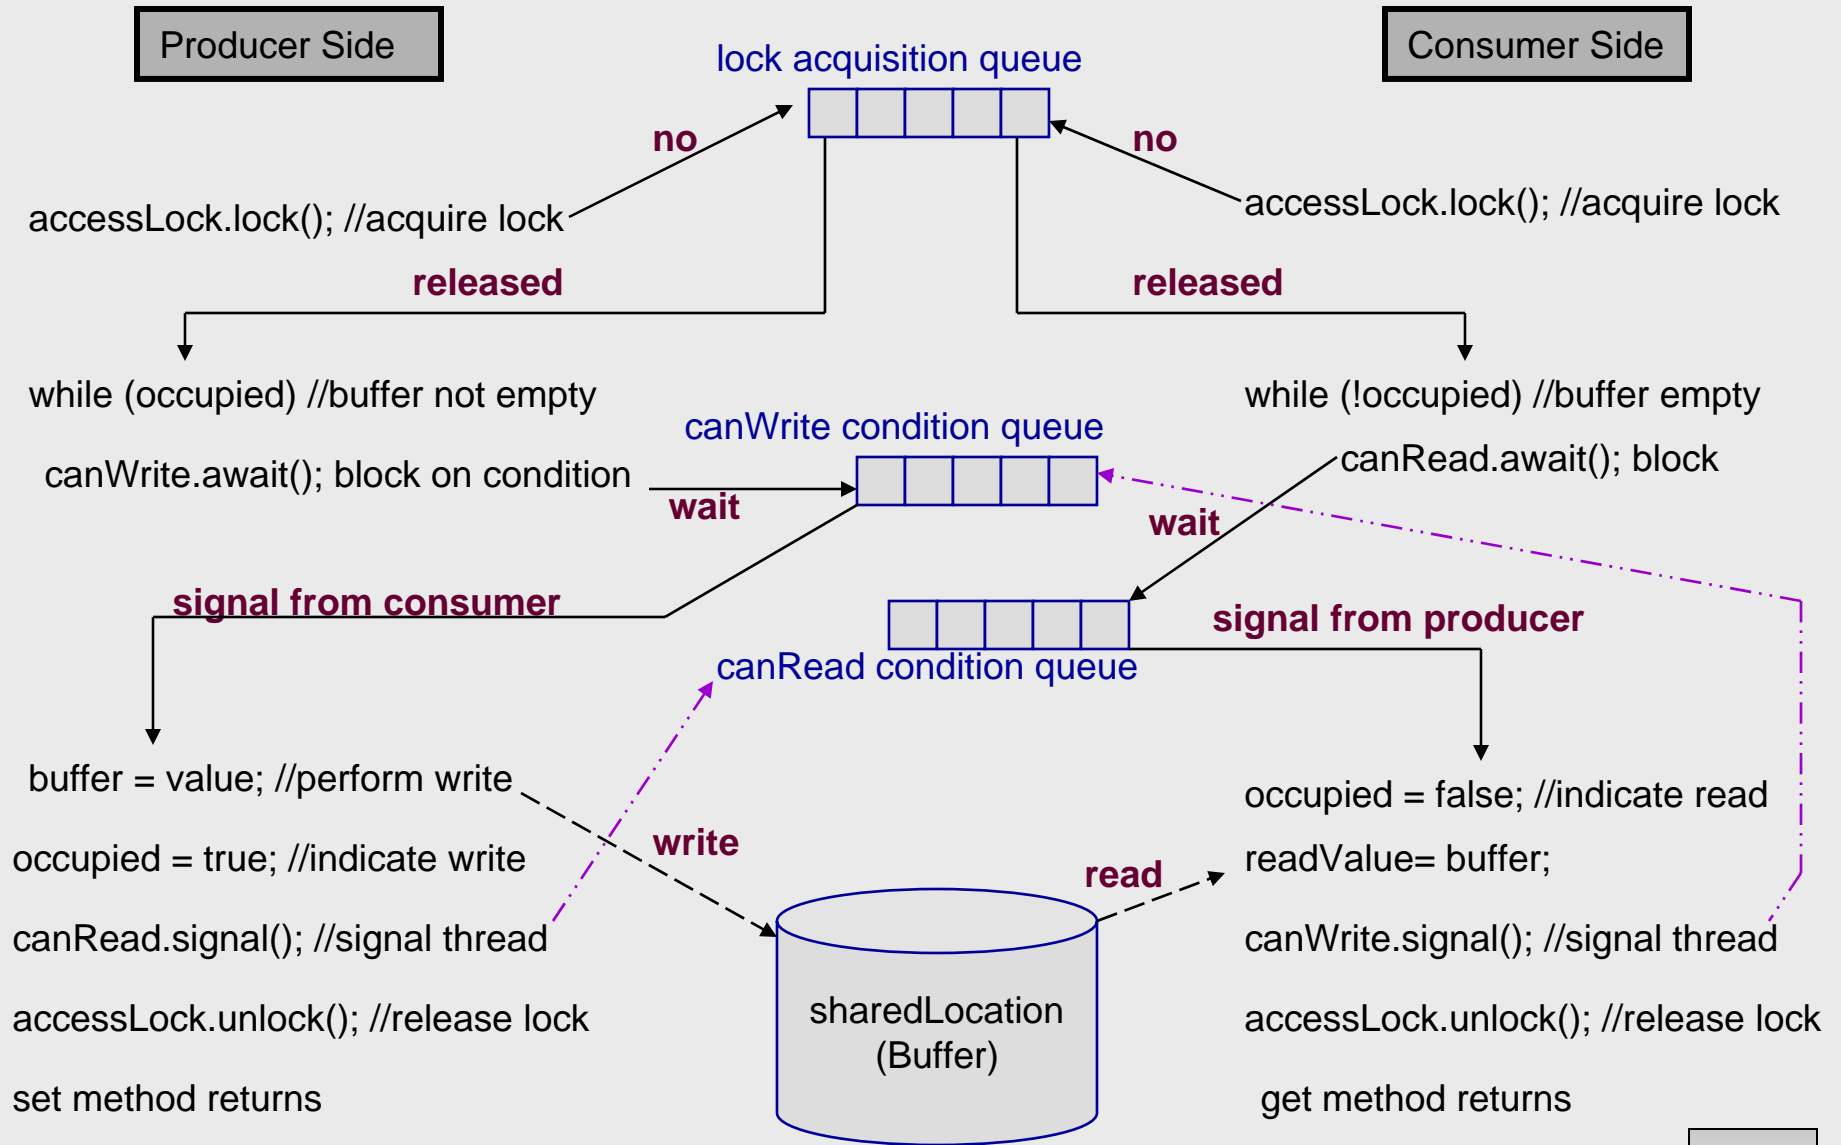 Producer Side
lock acquisition queue
Consumer Side
no
no
accessLock.lock(); //acquire lock
accessLock.lock(); //acquire lock
released
released
while (occupied) //buffer not empty
while (!occupied) //buffer empty
canWrite condition queue
canWrite.await(); block on condition
canRead.await(); block
wait
wait
signal from consumer
signal from producer
canRead condition queue
buffer = value; //perform write
occupied = false; //indicate read
occupied = true; //indicate write
write
read
readValue= buffer;
canRead.signal(); //signal thread
canWrite.signal(); //signal thread
accessLock.unlock(); //release lock
sharedLocation
(Buffer)
accessLock.unlock(); //release lock
set method returns
get method returns